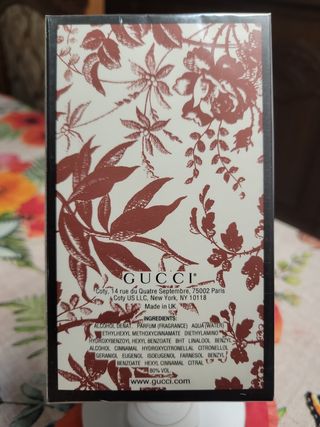 GUCCI
Coty, 14 rue du Quatre Septembre, 75002 Paris
Coty US LLC, New York, NY 10118
Made in UK
INGREDIENTS:
ALCOHOL DENAT. PARFUM (FRAGRANCE) AQUA (WATER)
ETHYLHEXYL METHOXYCINNAMATE DIETHYLAMINO
HYDROXYBENZOYL HEXYL BENZOATE BHT LINALOOL BENZYL
ALCOHOL CINNAMAL HYDROXYCITRONELLAL CITRONELLOL
GERANIOL EUGENOL ISOEUGENOL FARNESOL BENZYL
BENZOATE HEXYL CINNAMAL CITRAL
80% VOL
www.gucci.com